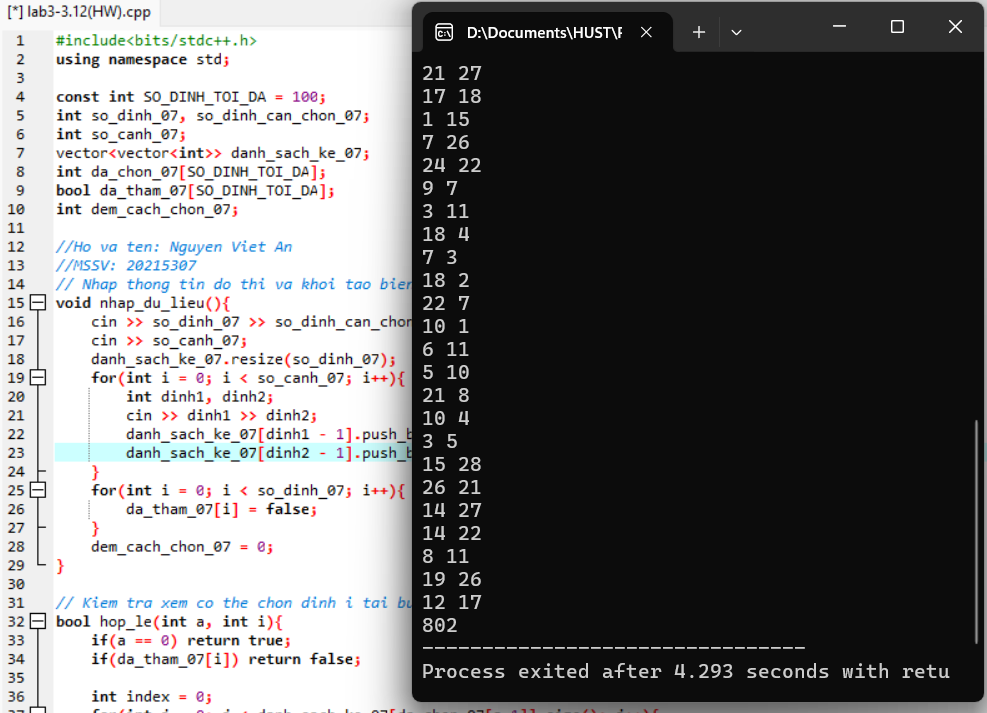 [*] lab3-3.12(HW).cpp
1 #include<bits/stdc++.h>
2 using namespace std;
3
4 const int SO_DINH_TOI_DA = 100;
5 int so_dinh_07, so_dinh_can_chon_07;
6 int so_canh_07;
7 vector<vector<int>> danh_sach_ke_07;
8 int da_chon_07[SO_DINH_TOI_DA];
9 bool da_tham_07[SO_DINH_TOI_DA];
10 int dem_cach_chon_07;
11
12 //Ho va ten: Nguyen Viet An
13 //MSSV: 20215307
14 // Nhap thong tin do thi va khoi tao bien
15 void nhap_du_lieu(){
16 cin >> so_dinh_07 >> so_dinh_can_chon
17 cin >> so_canh_07;
18 danh_sach_ke_07.resize(so_dinh_07);
19 for(int i = 0; i < so_canh_07; i++){
20 int dinh1, dinh2;
21 cin >> dinh1 >> dinh2;
22 danh_sach_ke_07[dinh1 - 1].push_b
23 danh_sach_ke_07[dinh2 - 1].push_b
24 }
25 for(int i = 0; i < so_dinh_07; i++){
26 da_tham_07[i] = false;
27 }
28 dem_cach_chon_07 = 0;
29 }
30
31 // Kiem tra xem co the chon dinh i tai bu
32 bool hop_le(int a, int i){
33 if(a == 0) return true;
34 if(da_tham_07[i]) return false;
35
36 int index = 0;
D:\Documents\HUST\F
21 27
17 18
1 15
7 26
24 22
9 7
3 11
18 4
7 3
18 2
22 7
10 1
6 11
5 10
21 8
10 4
3 5
15 28
26 21
14 27
14 22
8 11
19 26
12 17
802
--------------------------------
Process exited after 4.293 seconds with retu